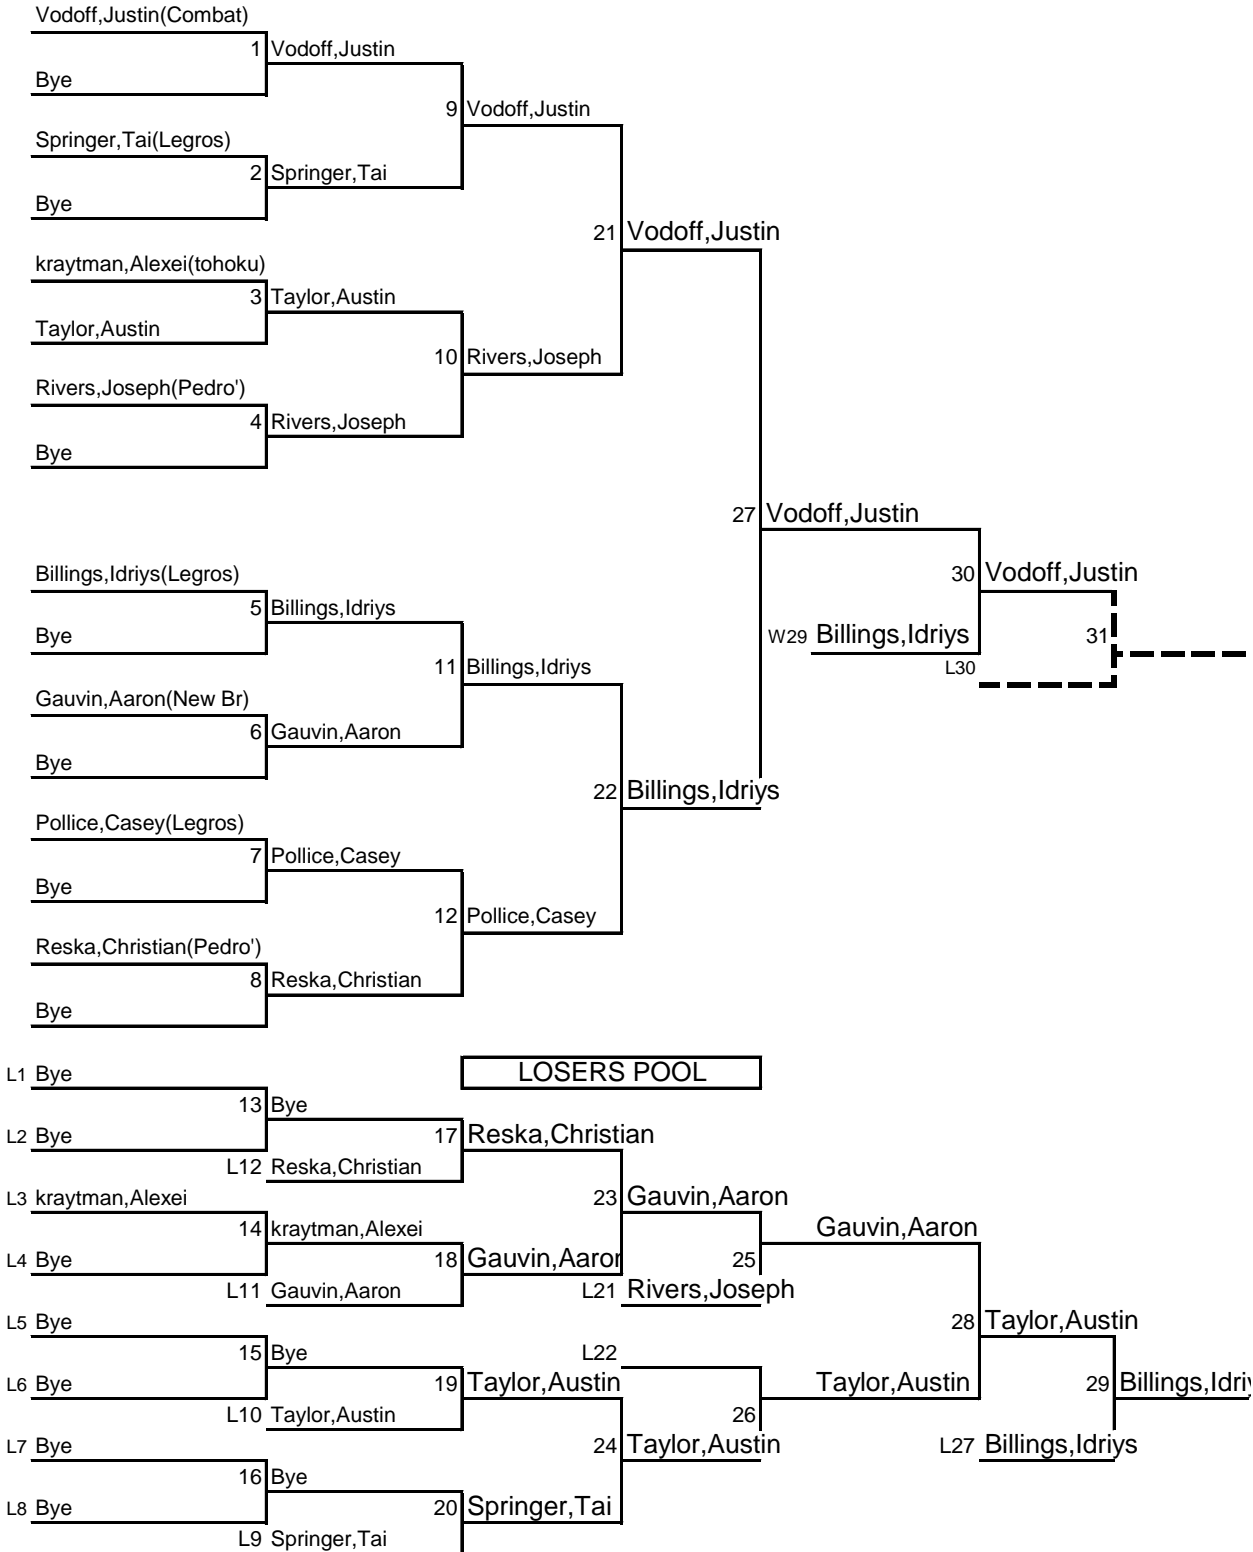 Vodoff,Justin(Combat)
1 Vodoff,Justin
Bye
9 Vodoff,Justin
Springer,Tai(Legros)
2 Springer,Tai
Bye
21 Vodoff,Justin
kraytman,Alexei(tohoku)
3 Taylor,Austin
Taylor,Austin
10 Rivers,Joseph
Rivers,Joseph(Pedro')
4 Rivers,Joseph
Bye
27 Vodoff,Justin
Billings,Idriys(Legros)
30 Vodoff,Justin
5 Billings,Idriys
Bye
W29 Billings,Idriys
31
11 Billings,Idriys
L30
Gauvin,Aaron(New Br)
6 Gauvin,Aaron
Bye
22 Billings,Idriys
Pollice,Casey(Legros)
7 Pollice,Casey
Bye
12 Pollice,Casey
Reska,Christian(Pedro')
8 Reska,Christian
Bye
L1 Bye
LOSERS POOL
13 Bye
L2 Bye
17 Reska,Christian
L12 Reska,Christian
L3 kraytman,Alexei
23 Gauvin,Aaron
14 kraytman,Alexei
Gauvin,Aaron
L4 Bye
18 Gauvin,Aaron
25
L11 Gauvin,Aaron
L21 Rivers,Joseph
L5 Bye
28 Taylor,Austin
15 Bye
L22
L6 Bye
19 Taylor,Austin
Taylor,Austin
29 Billings,Idriy
L10 Taylor,Austin
26
L7 Bye
24 Taylor,Austin
L27 Billings,Idriys
16 Bye
L8 Bye
20 Springer,Tai
L9 Springer,Tai